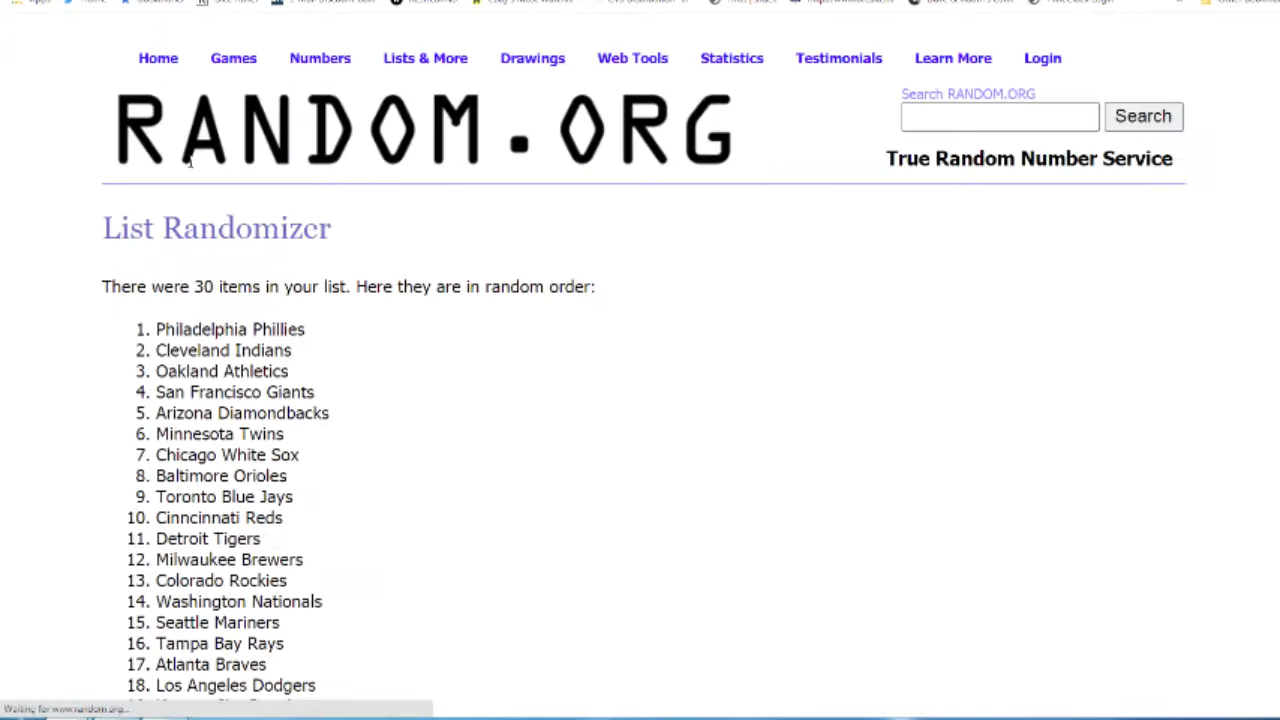 Home Games Numbers Lists & More Drawings Web Tools Statistics Testimonials Learn More Login
RANDOM.ORG
Search RANDOM.ORG
Search
True Random Number Service
List Randomizer
There were 30 items in your list. Here they are in random order:
1. Philadelphia Phillies
2. Cleveland Indians
3. Oakland Athletics
4. San Francisco Giants
5. Arizona Diamondbacks
6. Minnesota Twins
7. Chicago White Sox
8. Baltimore Orioles
9. Toronto Blue Jays
10. Cinncinnati Reds
11. Detroit Tigers
12. Milwaukee Brewers
13. Colorado Rockies
14. Washington Nationals
15. Seattle Mariners
16. Tampa Bay Rays
17. Atlanta Braves
18. Los Angeles Dodgers
Waiting for www.random.org...